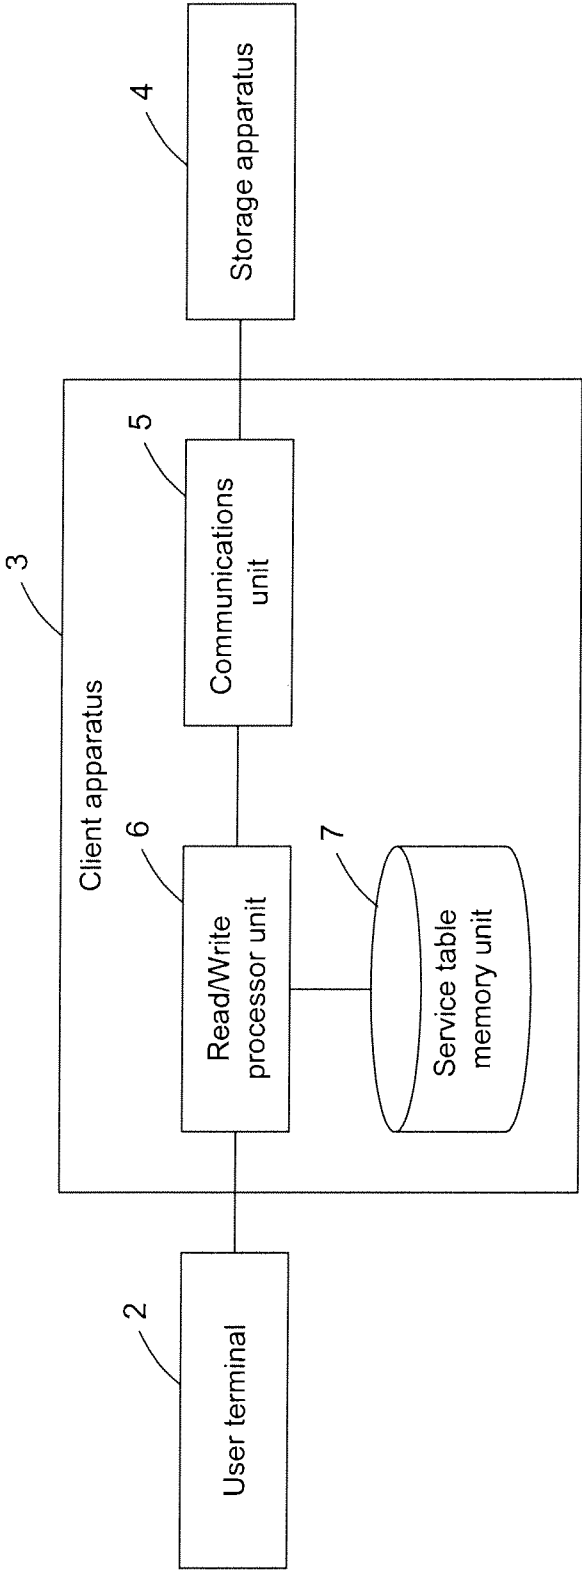 3
Client apparatus
2
User terminal
6
Read/Write
processor unit
5
Communications
unit
4
Storage apparatus
7
Service table
memory unit